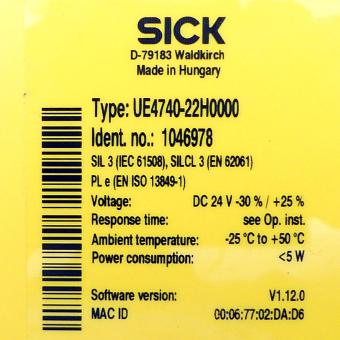 SICK
D-79183 Waldkirch
Made in Hungary
Type: UE4740-22H0000
Ident. no.: 1046978
SIL 3 (IEC 61508), SILCL 3 (EN 62061)
PL e (EN ISO 13849-1)
Voltage: DC 24 V -30% / +25 %
Response time: see Op. inst.
Ambient temperature: -25 °C to +50 °C
Power consumption: <5 W
Software version: V1.12.0
MAC ID 00:06:77:02:DA:D6